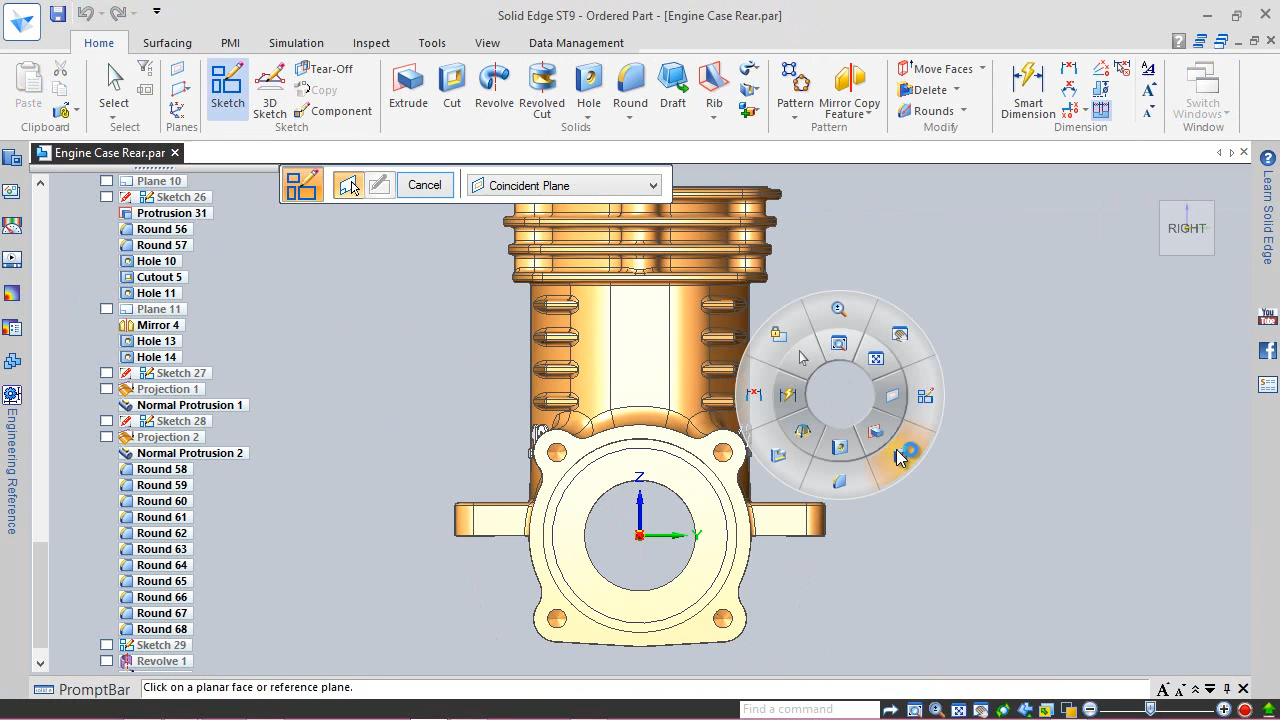 Solid Edge ST9 - Ordered Part - [Engine Case Rear.par]
Home Surfacing PMI Simulation Inspect Tools View Data Management
Paste Select Sketch 3D Sketch Tear-Off Copy Component Extrude Cut Revolve Revolved Cut Hole Round Draft Rib Pattern Mirror Copy Feature Move Faces Delete Rounds Smart Dimension Switch Windows
Clipboard Select Planes Sketch Solids Pattern Modify Dimension Window
Engine Case Rear.par
Cancel Coincident Plane
Plane 10
Sketch 26
Protrusion 31
Round 56
Round 57
Hole 10
Cutout 5
Hole 11
Plane 11
Mirror 4
Hole 13
Hole 14
Sketch 27
Projection 1
Normal Protrusion 1
Sketch 28
Projection 2
Normal Protrusion 2
Round 58
Round 59
Round 60
Round 61
Round 62
Round 63
Round 64
Round 65
Round 66
Round 67
Round 68
Sketch 29
Revolve 1
Engineering Reference
RIGHT
Z
Y
Learn Solid Edge
You Tube
PromptBar Click on a planar face or reference plane.
Find a command